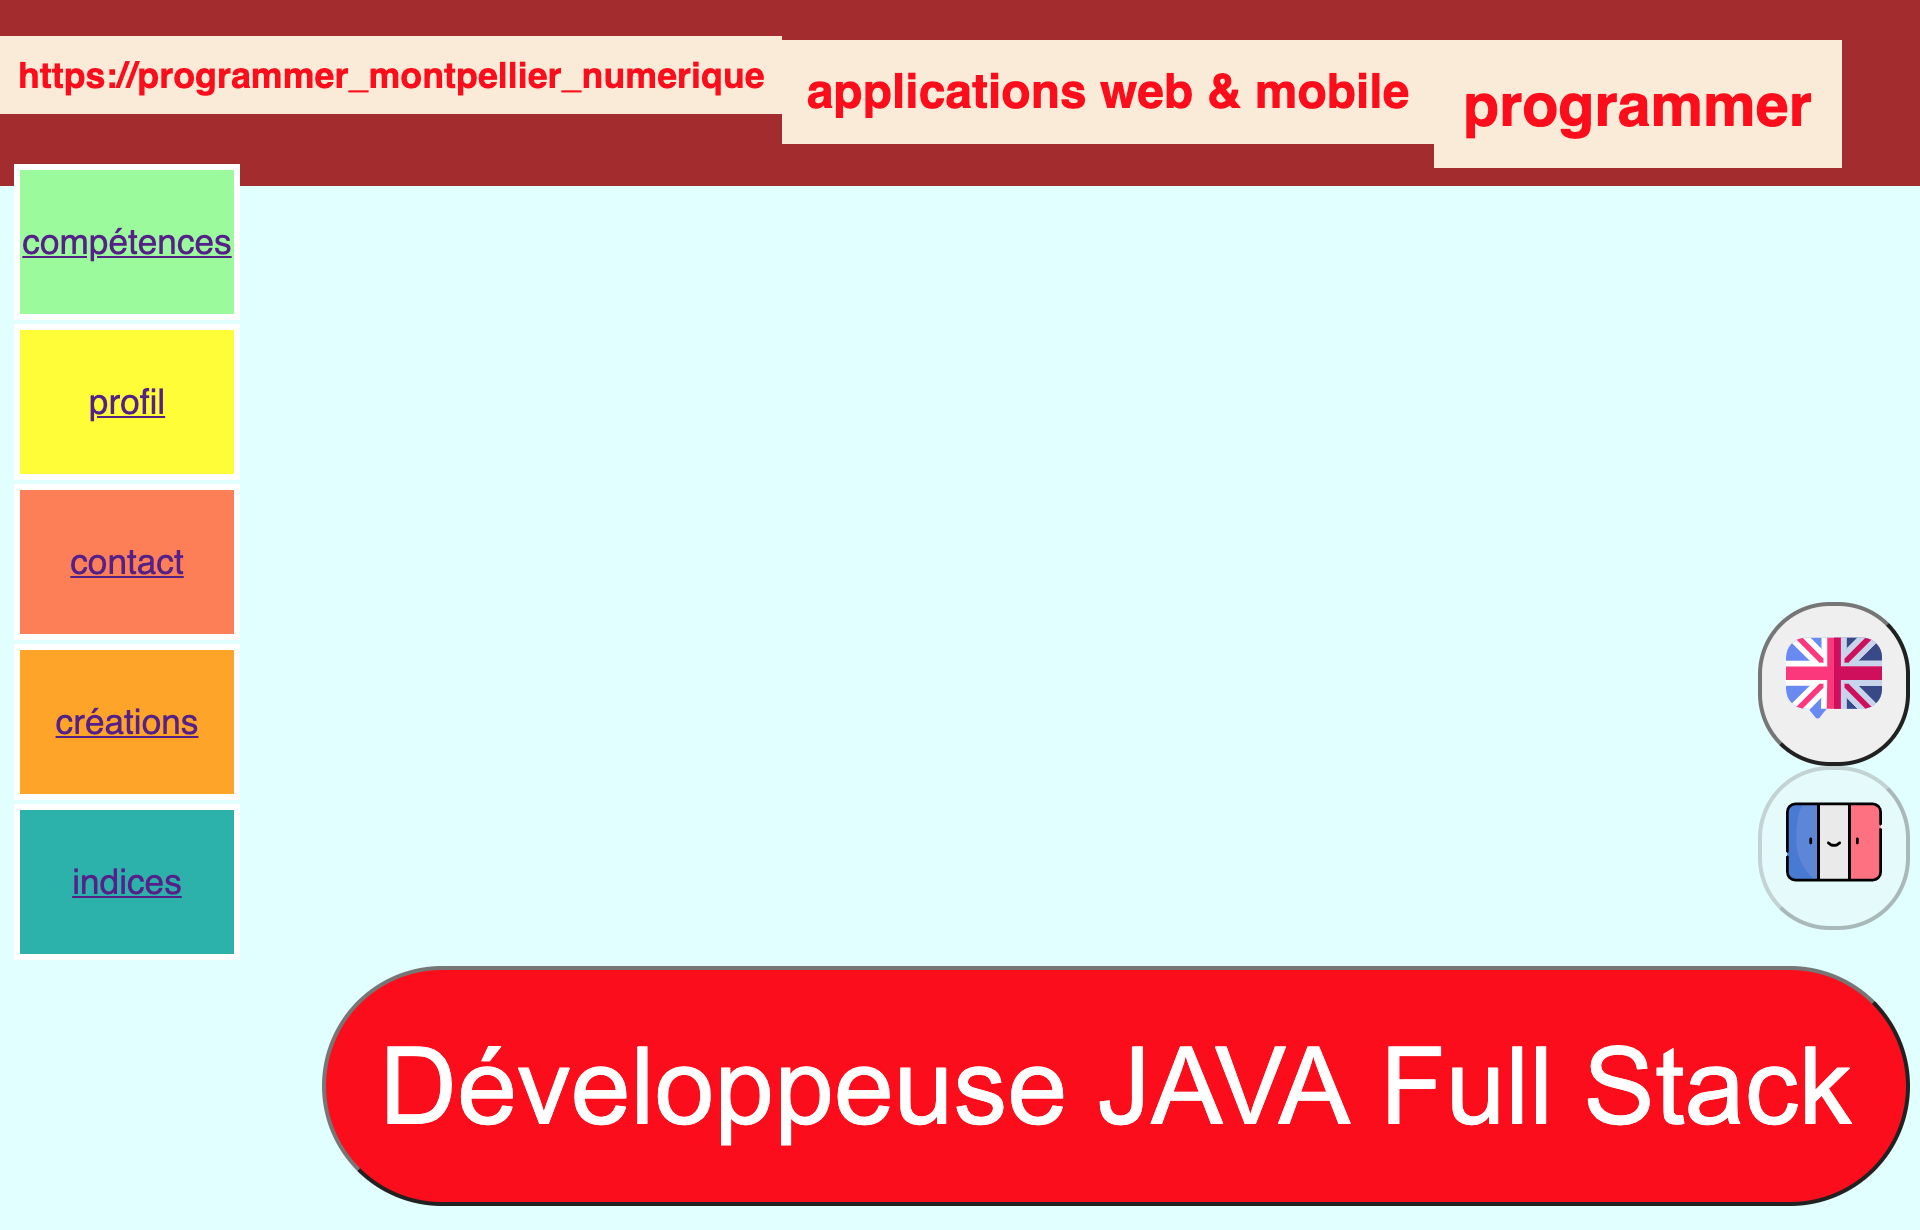 https://programmer_montpellier_numerique
applications web & mobile
programmer
compétences
profil
contact
créations
indices
Développeuse JAVA Full Stack